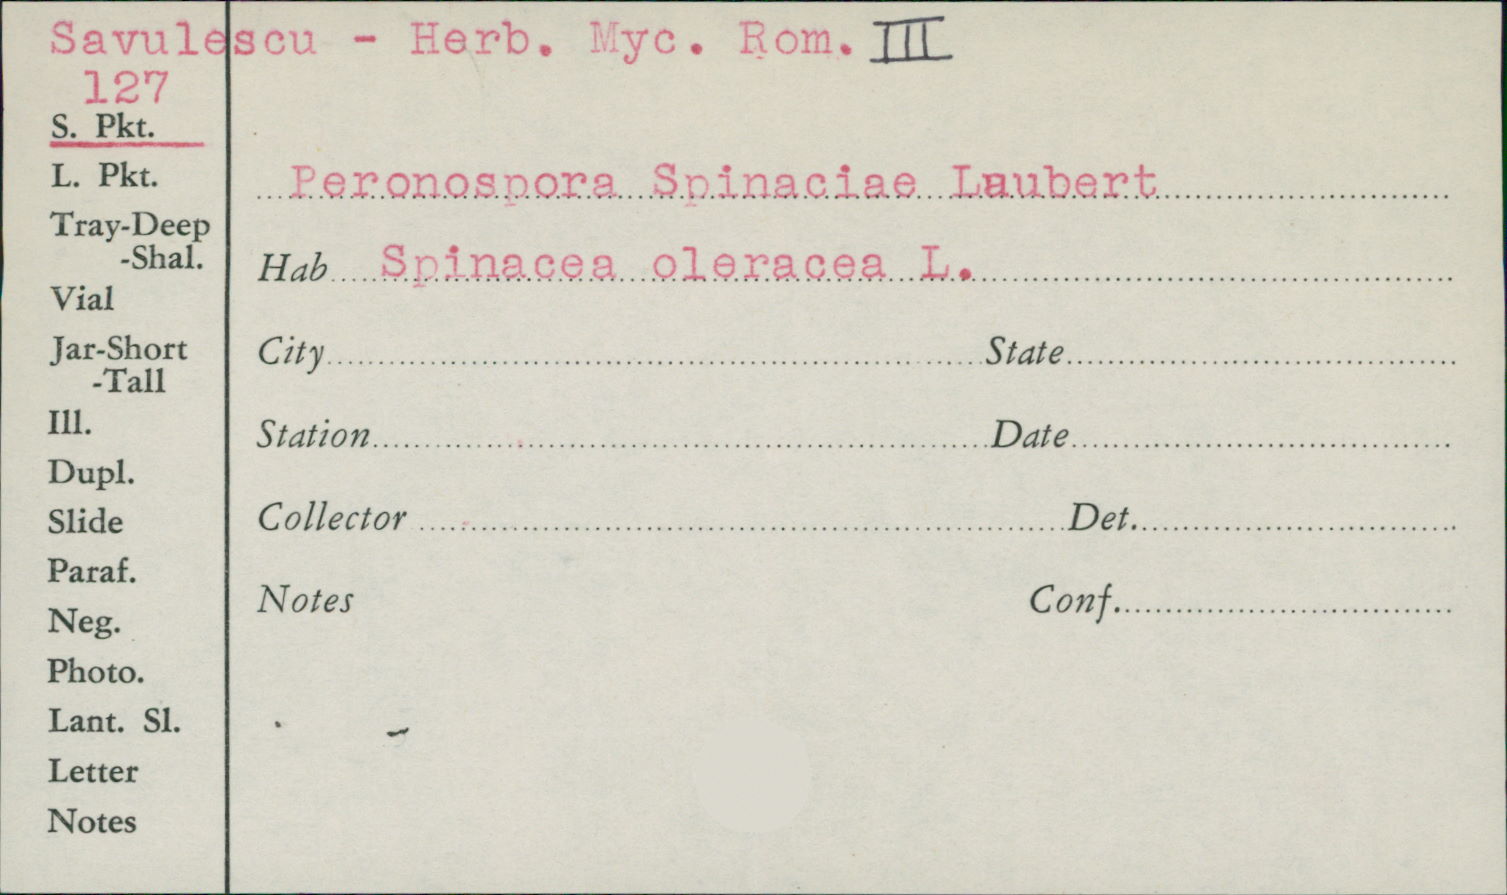 Savulescu - Herb. Myc. Rom. III
127
S. Pkt.
L. Pkt.
Tray-Deep
-Shal.
Vial
Jar-Short
-Tall
Ill.
Dupl.
Slide
Paraf.
Neg.
Photo.
Lant. Sl.
Letter
Notes
Peronospora Spinaciae Laubert
Hab Spinacea oleracea L.
City State
Station Date
Collector Det.
Notes Conf.